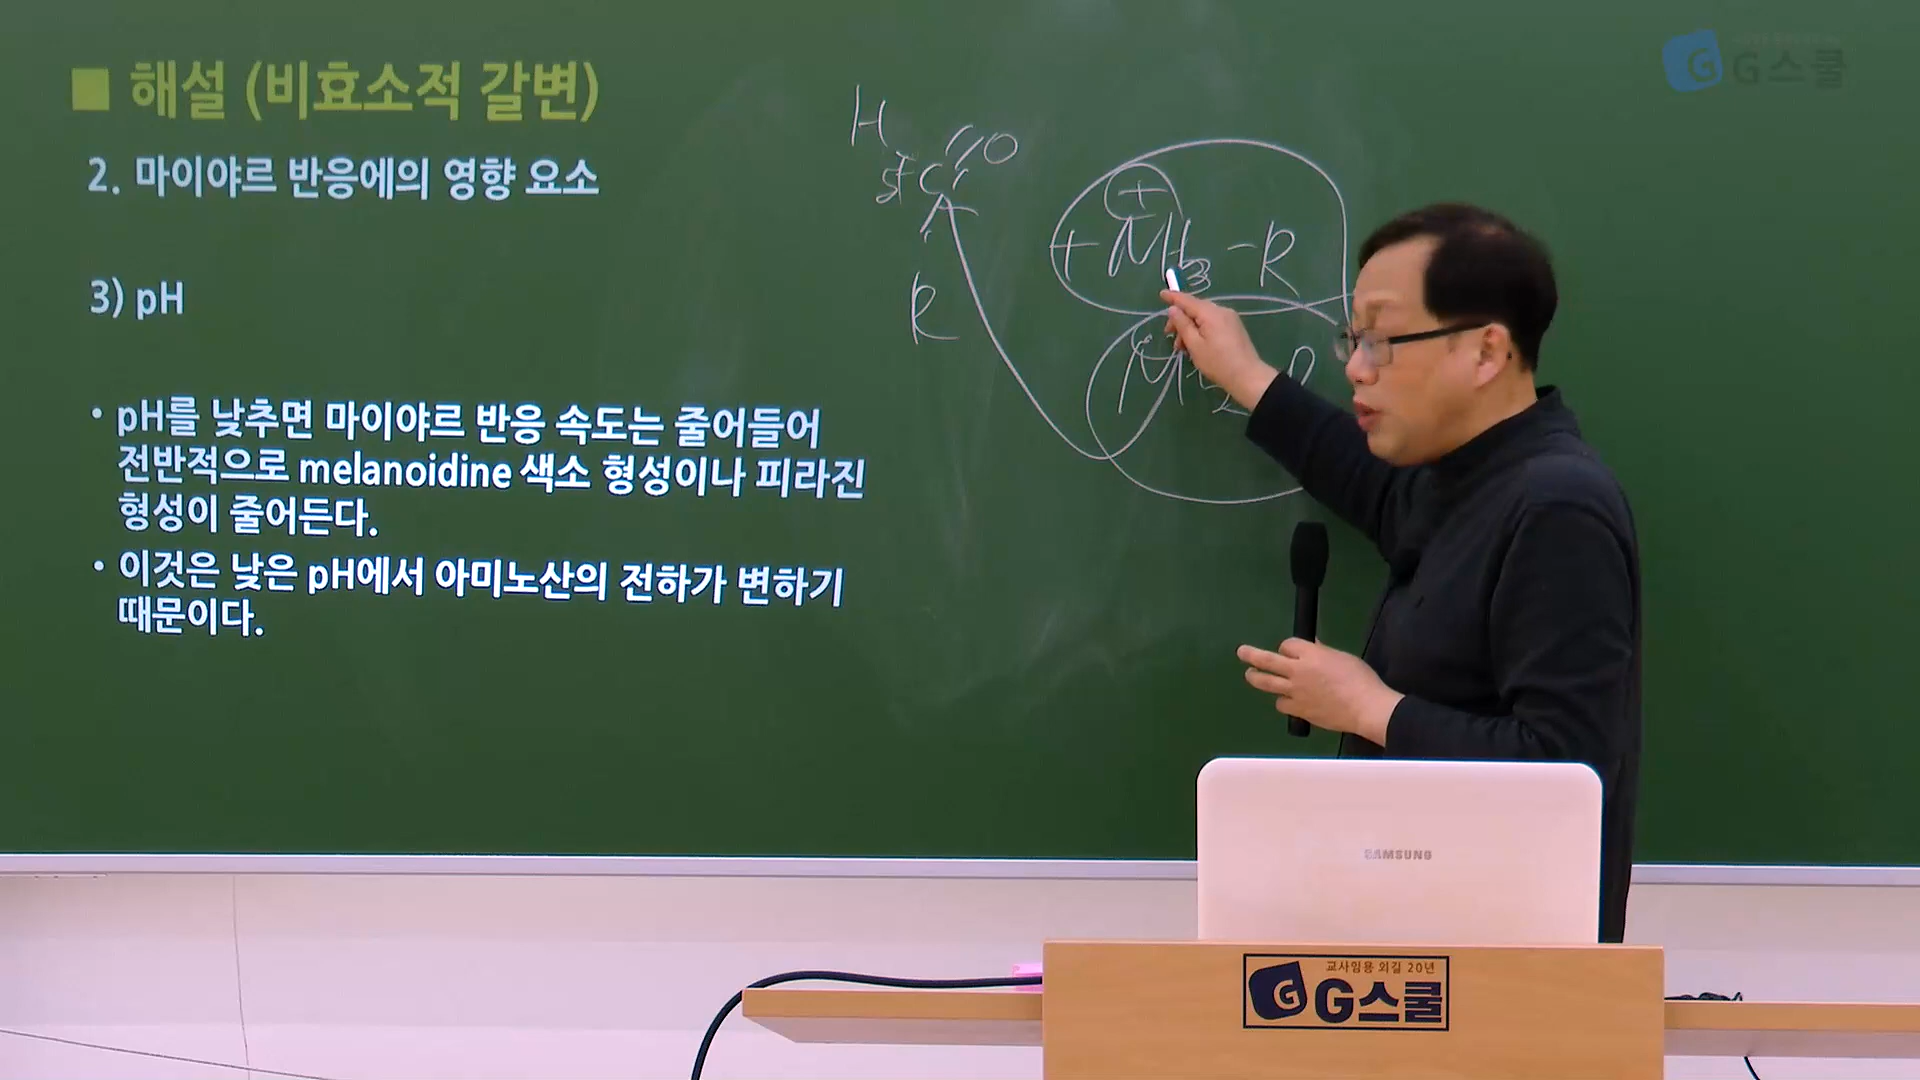 ■ 해설 (비효소적 갈변)
2. 마이야르 반응에의 영향 요소
3) pH
• pH를 낮추면 마이야르 반응 속도는 줄어들어
전반적으로 melanoidine 색소 형성이나 피라진
형성이 줄어든다.
• 이것은 낮은 pH에서 아미노산의 전하가 변하기
때문이다.
H
O
C
R
+
+ NH3 - R
G스쿨
SAMSUNG
교사임용 외길 20년
G G스쿨